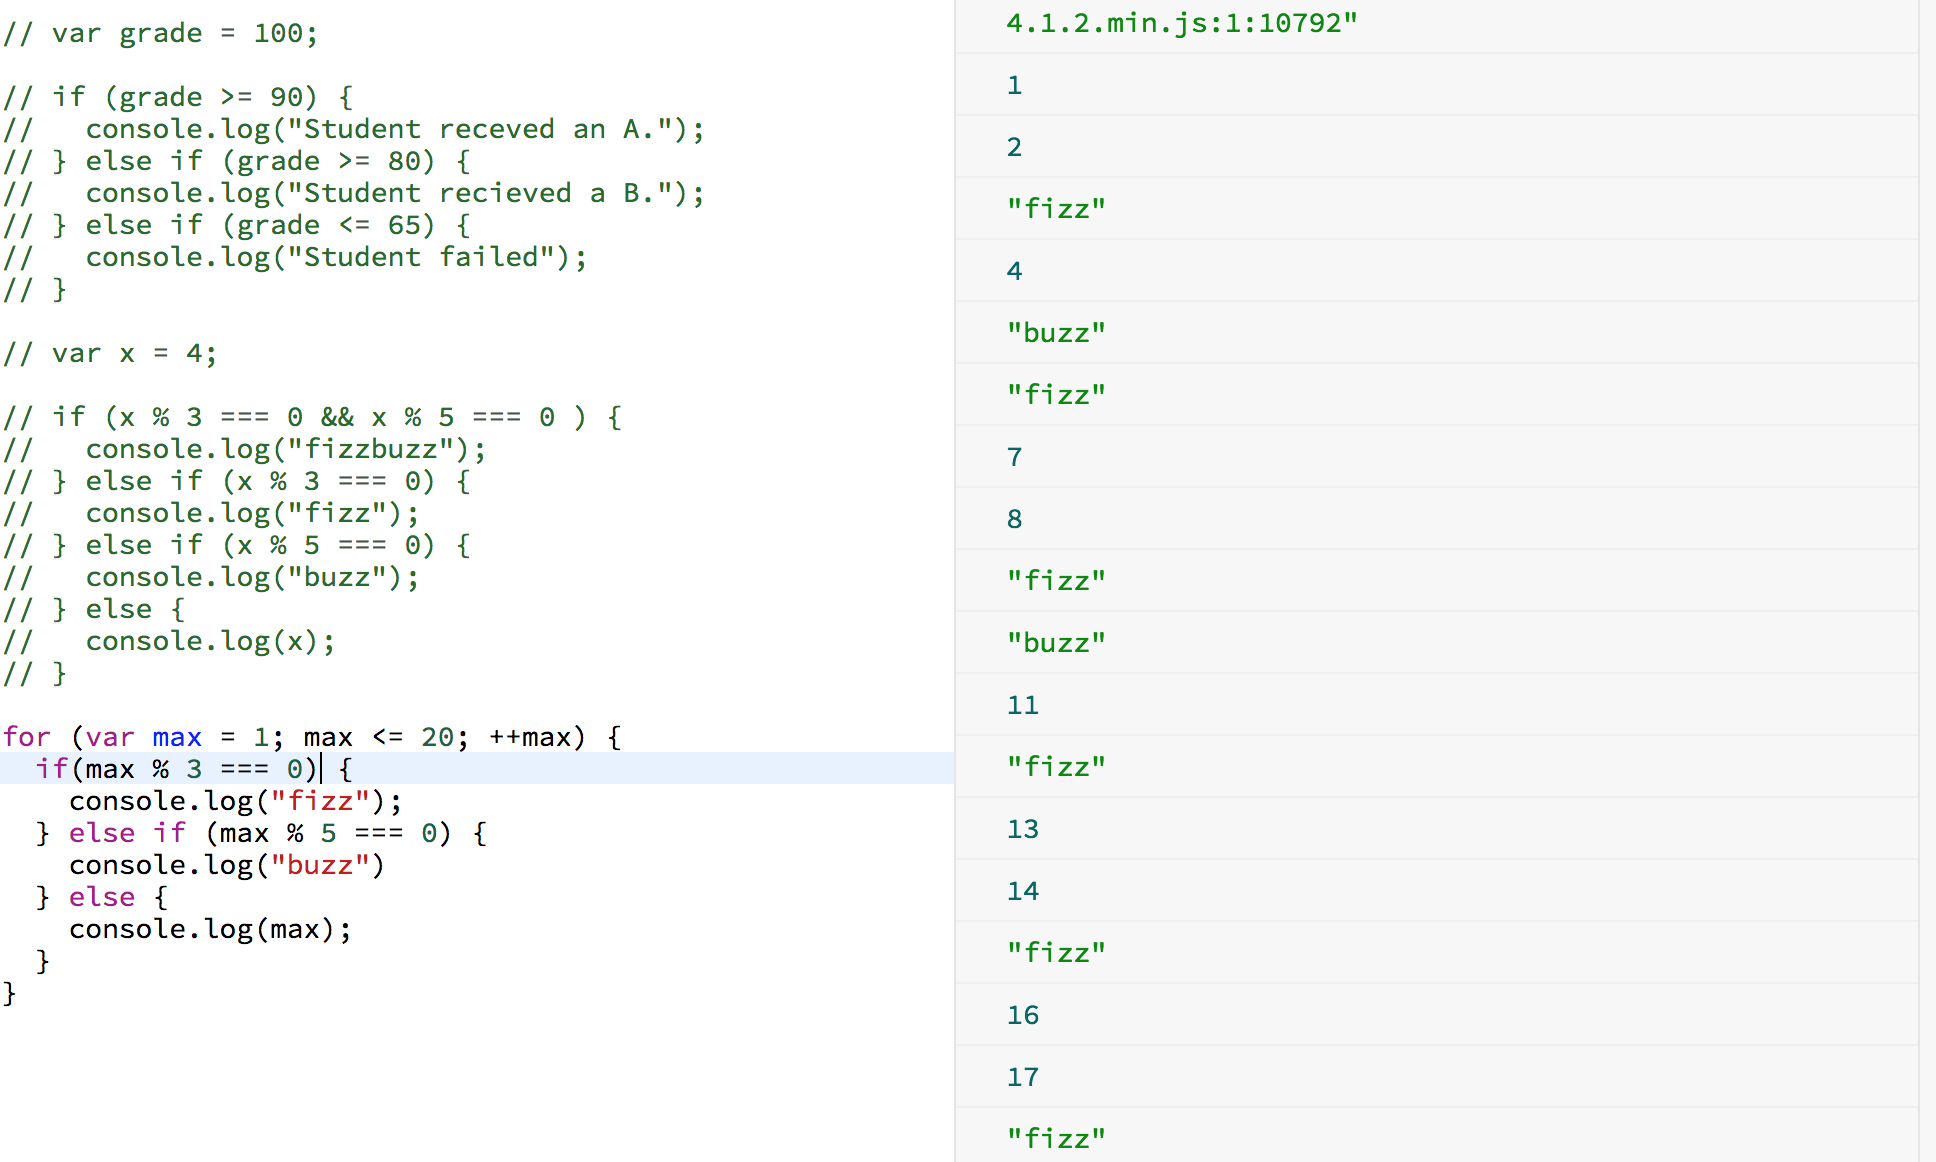 // var grade = 100;
// if (grade >= 90) {
//   console.log("Student receved an A.");
// } else if (grade >= 80) {
//   console.log("Student recieved a B.");
// } else if (grade <= 65) {
//   console.log("Student failed");
// }
// var x = 4;
// if (x % 3 === 0 && x % 5 === 0 ) {
//   console.log("fizzbuzz");
// } else if (x % 3 === 0) {
//   console.log("fizz");
// } else if (x % 5 === 0) {
//   console.log("buzz");
// } else {
//   console.log(x);
// }
for (var max = 1; max <= 20; ++max) {
  if(max % 3 === 0) {
    console.log("fizz");
  } else if (max % 5 === 0) {
    console.log("buzz")
  } else {
    console.log(max);
  }
}
4.1.2.min.js:1:10792"
1
2
"fizz"
4
"buzz"
"fizz"
7
8
"fizz"
"buzz"
11
"fizz"
13
14
"fizz"
16
17
"fizz"